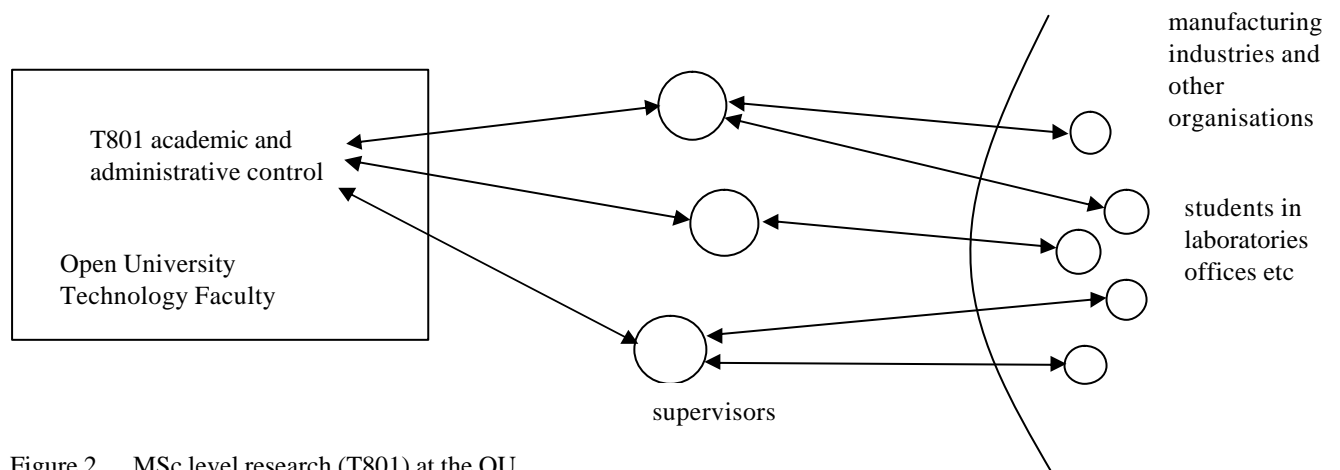 manufacturing
industries and
other
organisations
T801 academic and
administrative control
students in
laboratories
offices etc
Open University
Technology Faculty
supervisors
Figure 2 MSc level research (T801) at the OU